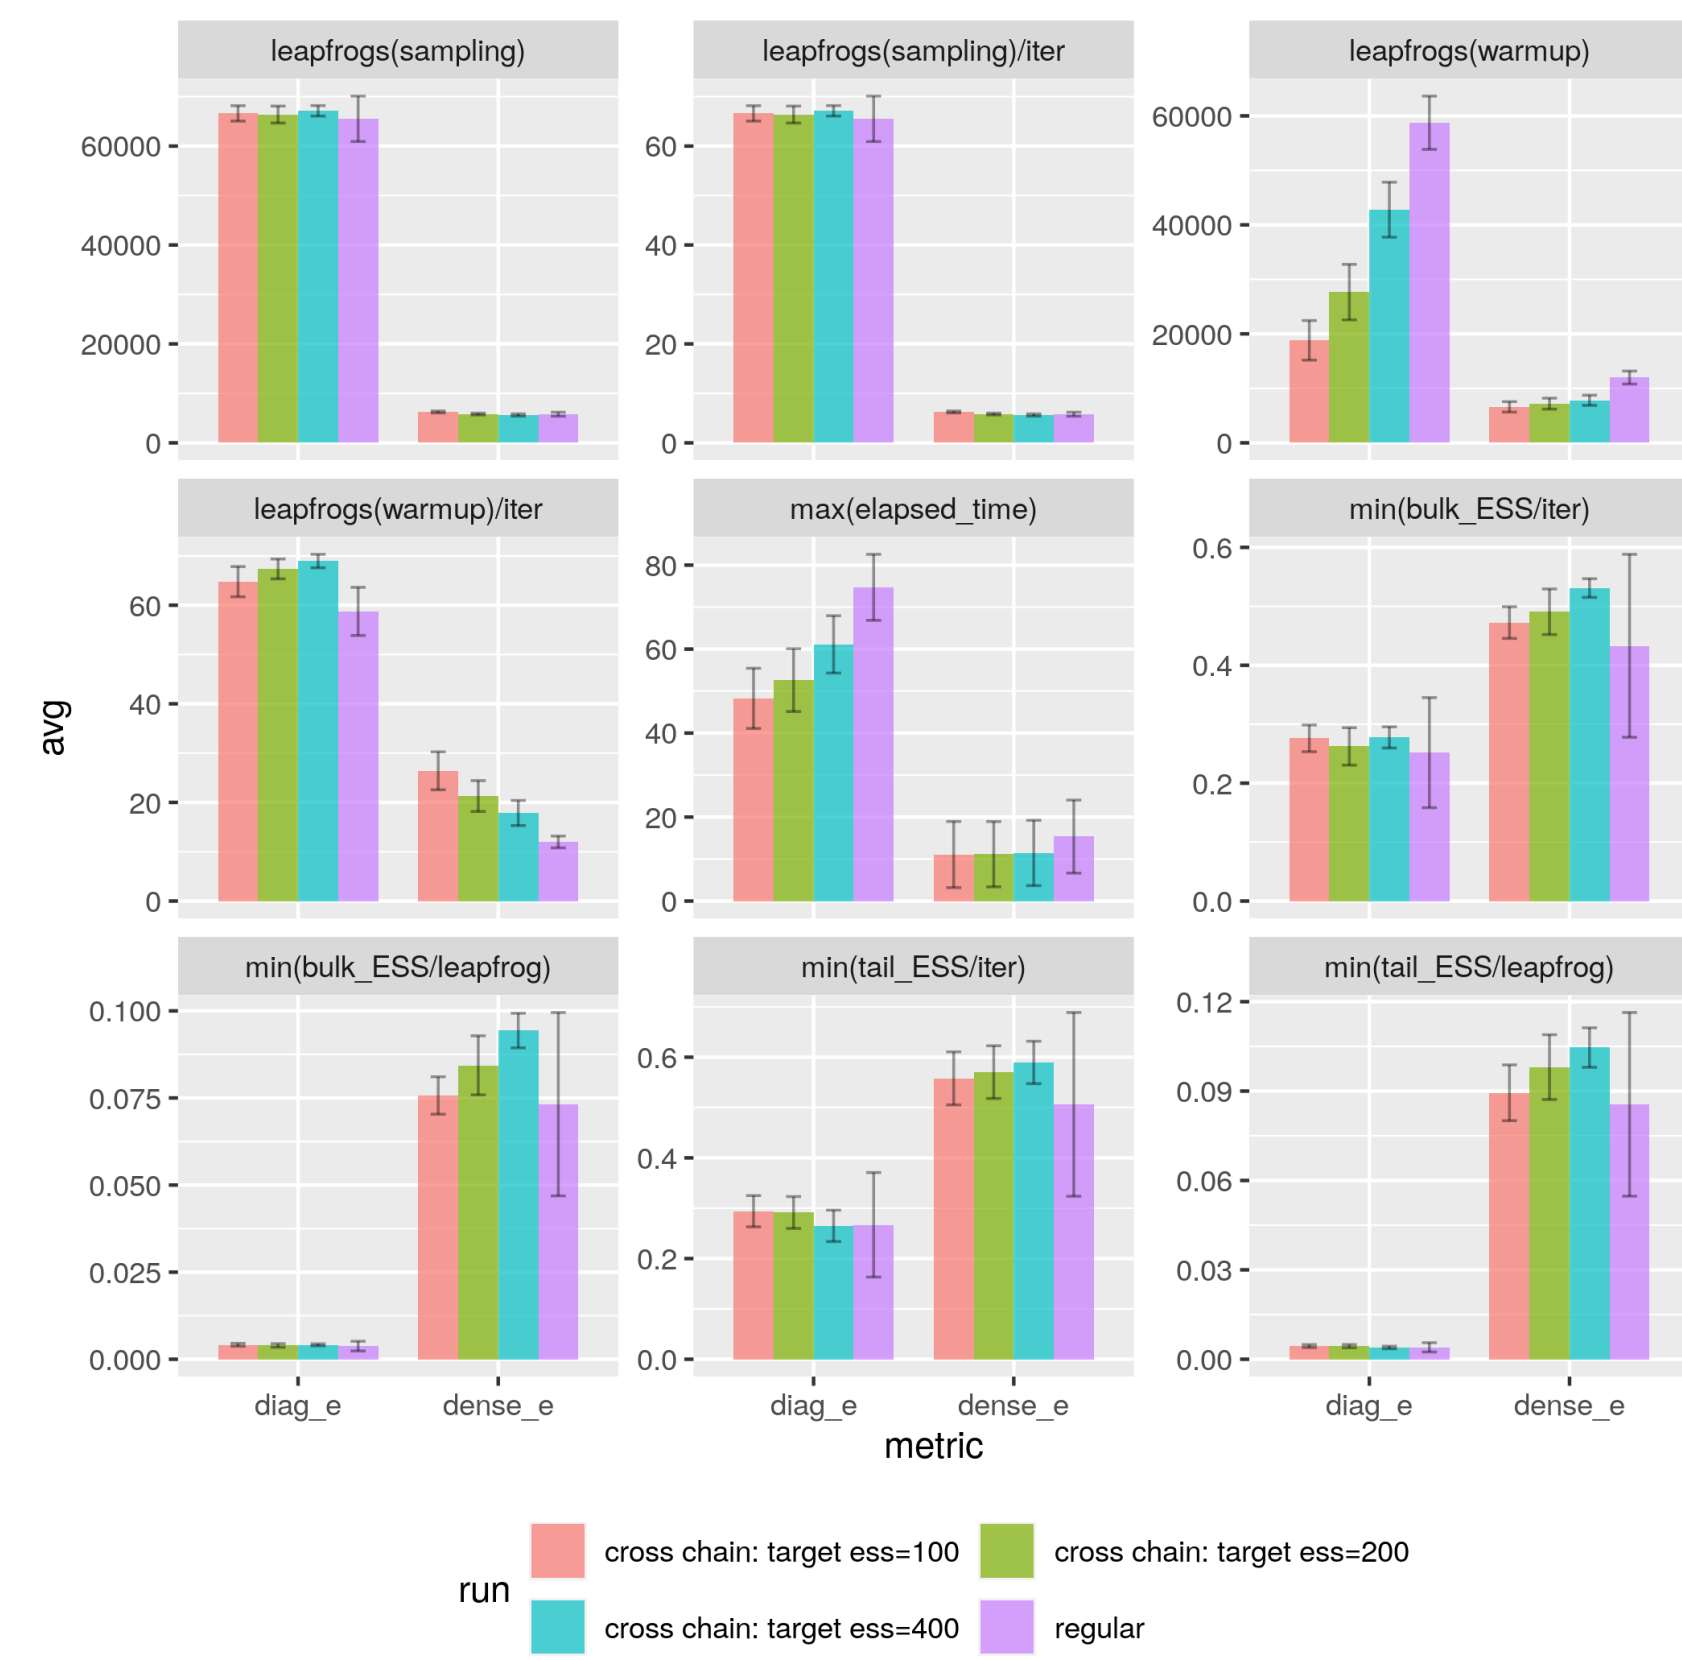 leapfrogs(sampling)
leapfrogs(sampling)/iter
leapfrogs(warmup)
60000
40000
20000
0
60
40
20
0
60000
40000
20000
0
leapfrogs(warmup)/iter
max(elapsed_time)
min(bulk_ESS/iter)
60
40
20
0
80
60
40
20
0
0.6
0.4
0.2
0.0
avg
min(bulk_ESS/leapfrog)
min(tail_ESS/iter)
min(tail_ESS/leapfrog)
0.100
0.075
0.050
0.025
0.000
0.6
0.4
0.2
0.0
0.12
0.09
0.06
0.03
0.00
diag_e
dense_e
diag_e
dense_e
diag_e
dense_e
metric
run
cross chain: target ess=100
cross chain: target ess=200
cross chain: target ess=400
regular